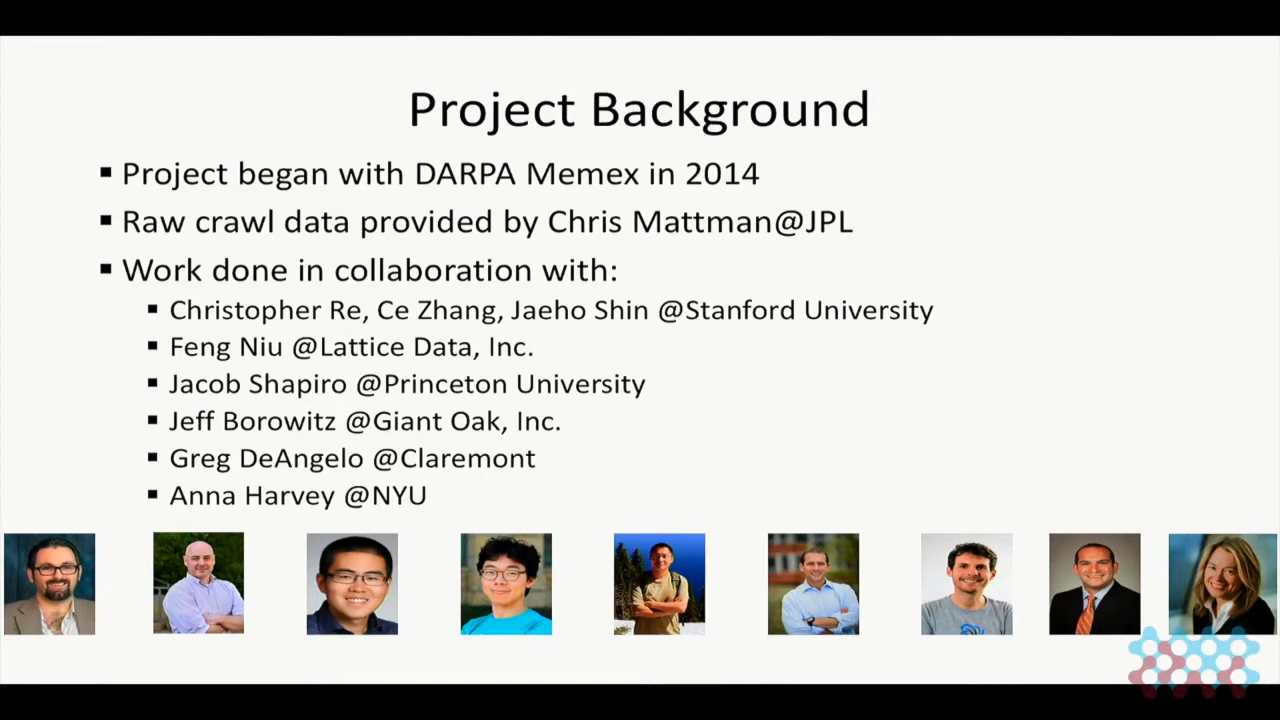 Project Background
▪ Project began with DARPA Memex in 2014
▪ Raw crawl data provided by Chris Mattman@JPL
▪ Work done in collaboration with:
▪ Christopher Re, Ce Zhang, Jaeho Shin @Stanford University
▪ Feng Niu @Lattice Data, Inc.
▪ Jacob Shapiro @Princeton University
▪ Jeff Borowitz @Giant Oak, Inc.
▪ Greg DeAngelo @Claremont
▪ Anna Harvey @NYU